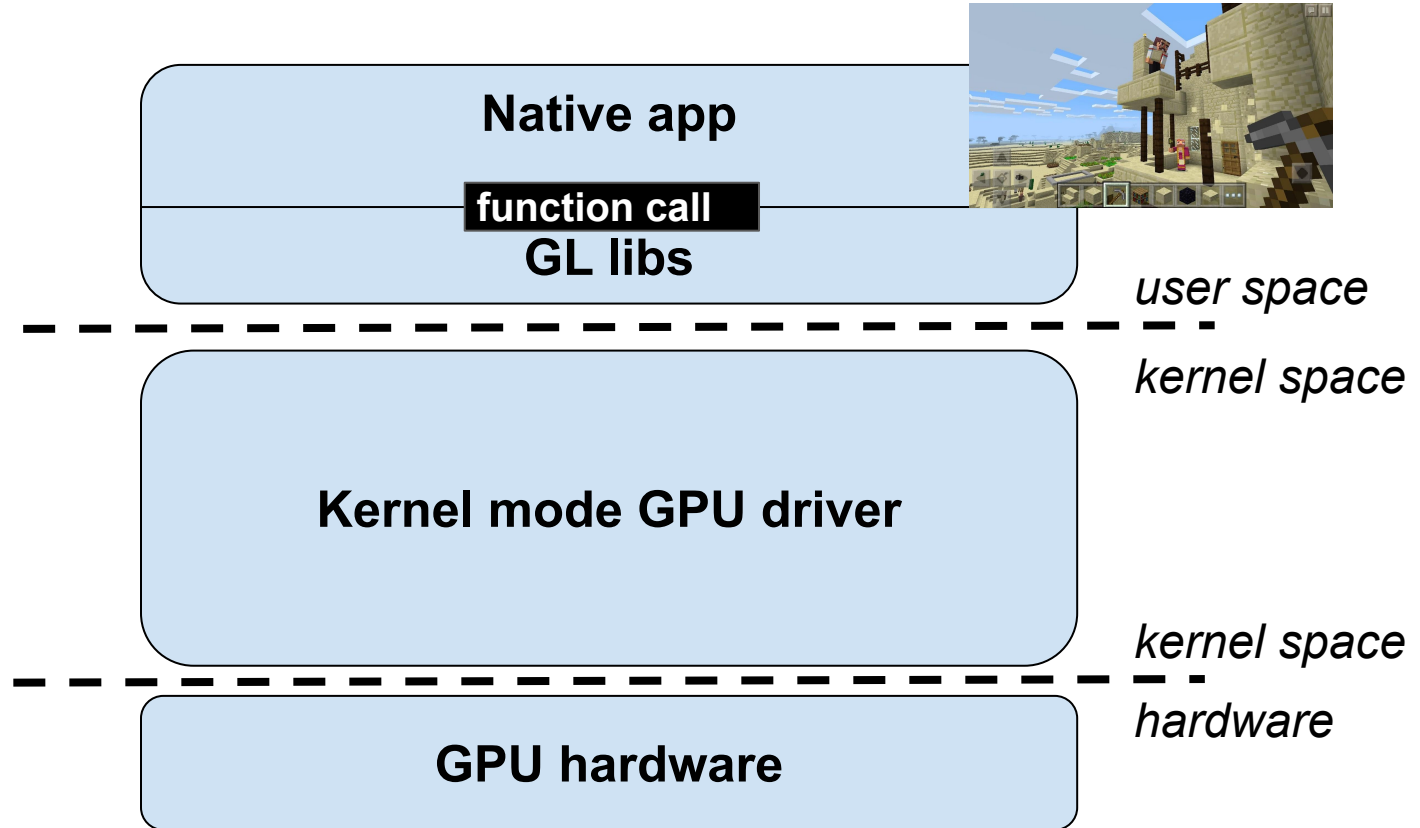 Native app
function call
GL libs
user space
kernel space
Kernel mode GPU driver
kernel space
hardware
GPU hardware